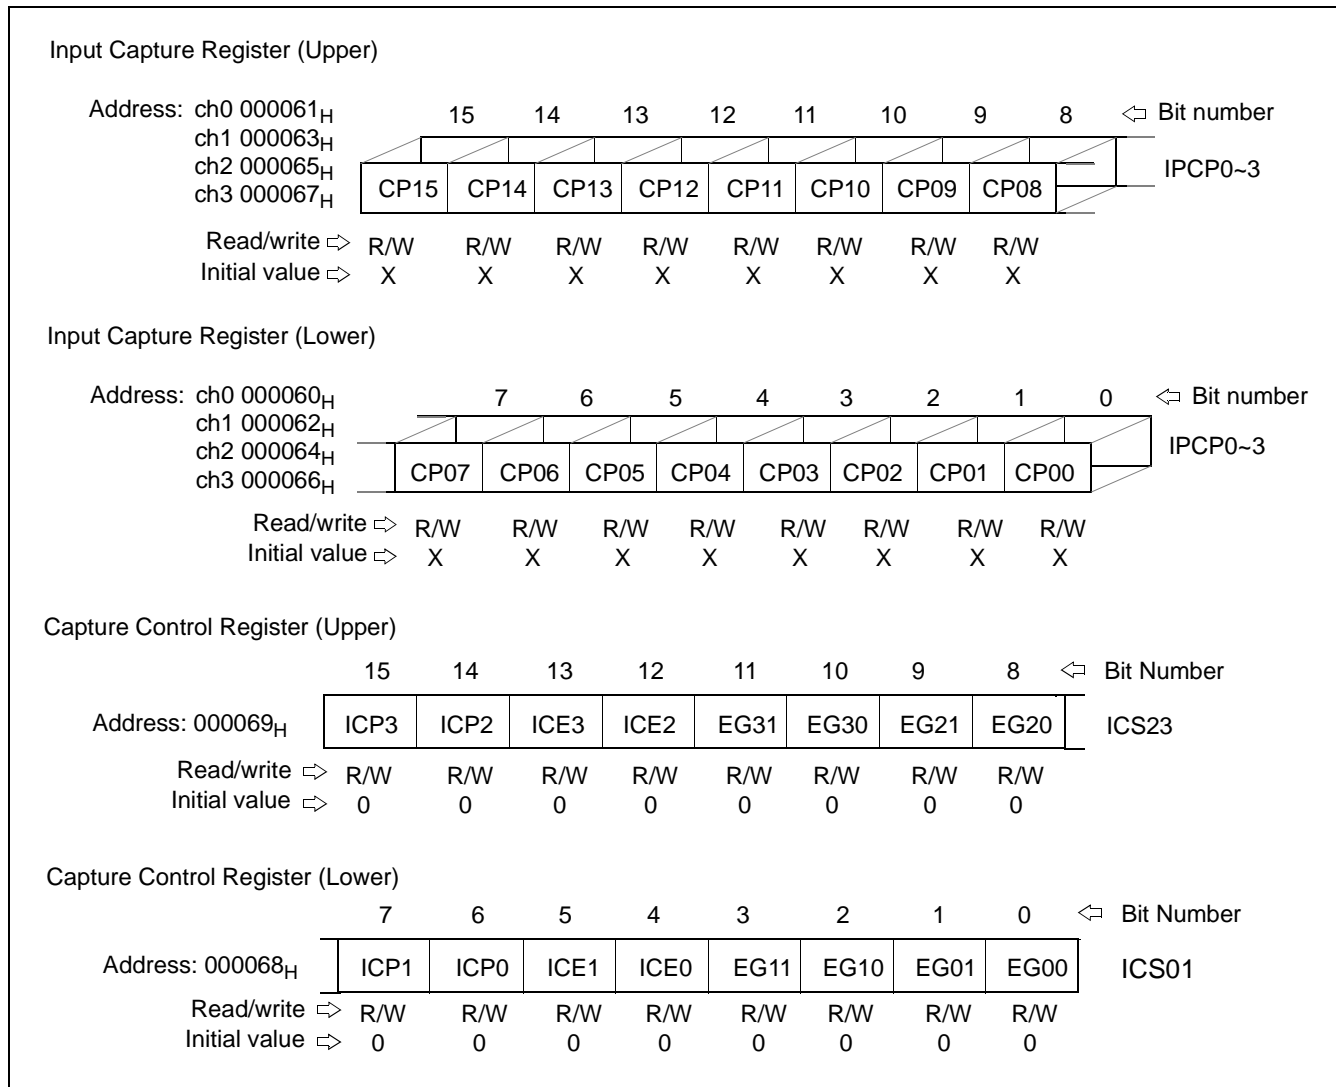 Input Capture Register (Upper)
Address: ch0 000061H 15 14 13 12 11 10 9 8 ⇦ Bit number
ch1 000063H
ch2 000065H IPCP0~3
ch3 000067H CP15 CP14 CP13 CP12 CP11 CP10 CP09 CP08
Read/write ⇨ R/W R/W R/W R/W R/W R/W R/W R/W
Initial value ⇨ X X X X X X X X
Input Capture Register (Lower)
Address: ch0 000060H 7 6 5 4 3 2 1 0 ⇦ Bit number
ch1 000062H
ch2 000064H IPCP0~3
ch3 000066H CP07 CP06 CP05 CP04 CP03 CP02 CP01 CP00
Read/write ⇨ R/W R/W R/W R/W R/W R/W R/W R/W
Initial value ⇨ X X X X X X X X
Capture Control Register (Upper)
15 14 13 12 11 10 9 8 ⇦ Bit Number
Address: 000069H ICP3 ICP2 ICE3 ICE2 EG31 EG30 EG21 EG20 ICS23
Read/write ⇨ R/W R/W R/W R/W R/W R/W R/W R/W
Initial value ⇨ 0 0 0 0 0 0 0 0
Capture Control Register (Lower)
7 6 5 4 3 2 1 0 ⇦ Bit Number
Address: 000068H ICP1 ICP0 ICE1 ICE0 EG11 EG10 EG01 EG00 ICS01
Read/write ⇨ R/W R/W R/W R/W R/W R/W R/W R/W
Initial value ⇨ 0 0 0 0 0 0 0 0